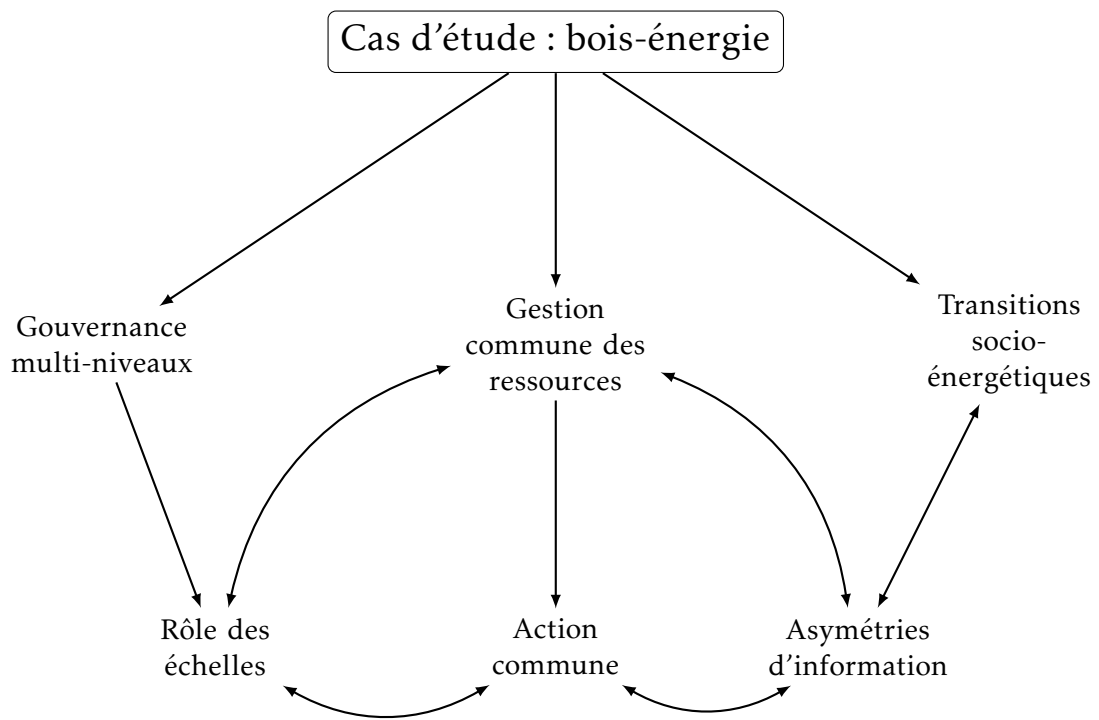 Cas d'étude : bois-énergie
Gouvernance
multi-niveaux
Gestion
commune des
ressources
Transitions
socio-
énergétiques
Rôle des
échelles
Action
commune
Asymétries
d'information